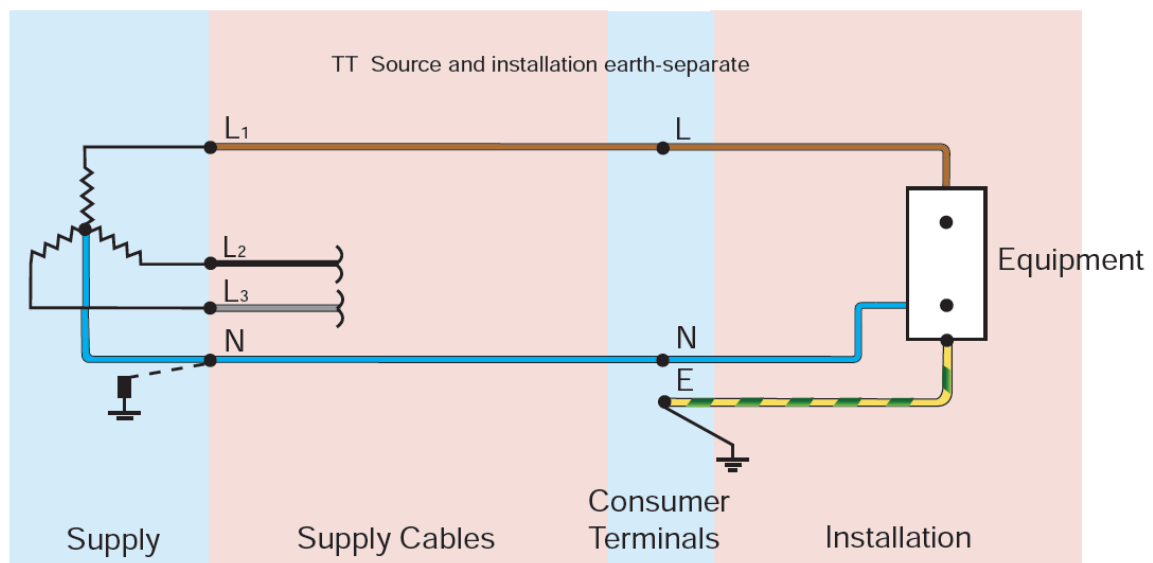 TT Source and installation earth-separate
L1
L
L2
Equipment
L3
N
N
E
Consumer
Terminals
Supply
Supply Cables
Installation